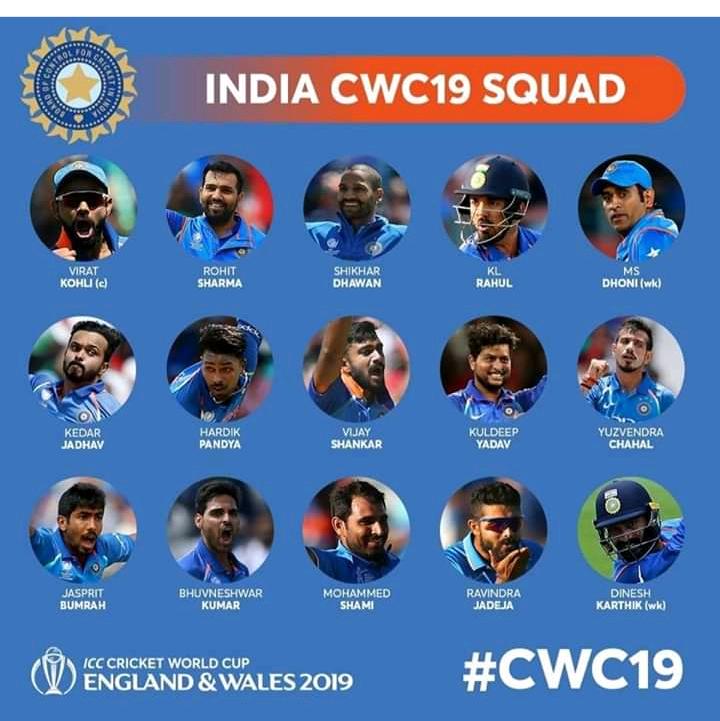 BOARD OF CONTROL FOR CRICKET IN INDIA
INDIA CWC19 SQUAD
VIRAT
KOHLI (c)
ROHIT
SHARMA
SHIKHAR
DHAWAN
KL
RAHUL
MS
DHONI (wk)
KEDAR
JADHAV
HARDIK
PANDYA
VIJAY
SHANKAR
KULDEEP
YADAV
YUZVENDRA
CHAHAL
JASPRIT
BUMRAH
BHUVNESHWAR
KUMAR
MOHAMMED
SHAMI
RAVINDRA
JADEJA
DINESH
KARTHIK (wk)
ICC CRICKET WORLD CUP
ENGLAND & WALES 2019
#CWC19